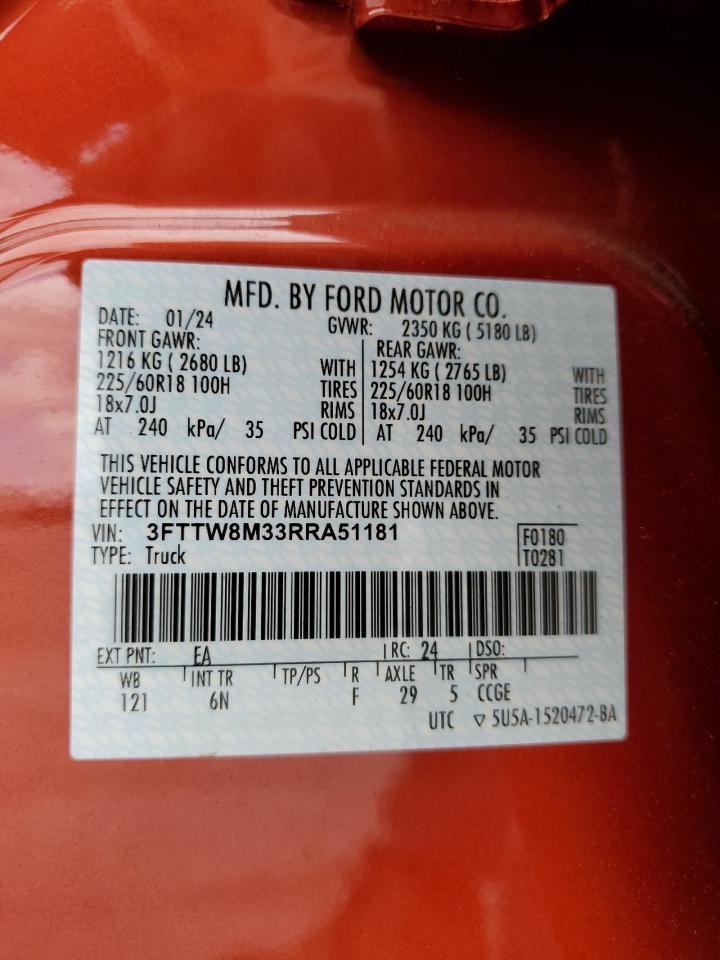 MFD. BY FORD MOTOR CO.
DATE: 01/24 GVWR: 2350 KG ( 5180 LB)
FRONT GAWR: REAR GAWR:
1216 KG ( 2680 LB) WITH 1254 KG ( 2765 LB) WITH
225/60R18 100H TIRES 225/60R18 100H TIRES
18x7.0J RIMS 18x7.0J RIMS
AT 240 kPa/ 35 PSI COLD AT 240 kPa/ 35 PSI COLD
THIS VEHICLE CONFORMS TO ALL APPLICABLE FEDERAL MOTOR
VEHICLE SAFETY AND THEFT PREVENTION STANDARDS IN
EFFECT ON THE DATE OF MANUFACTURE SHOWN ABOVE.
VIN: 3FTTW8M33RRA51181 F0180
TYPE: Truck T0281
EXT PNT: EA RC: 24 DSO:
WB INT TR TP/PS R AXLE TR SPR
121 6N F 29 5 CCGE
UTC ▽ 5U5A-1520472-BA